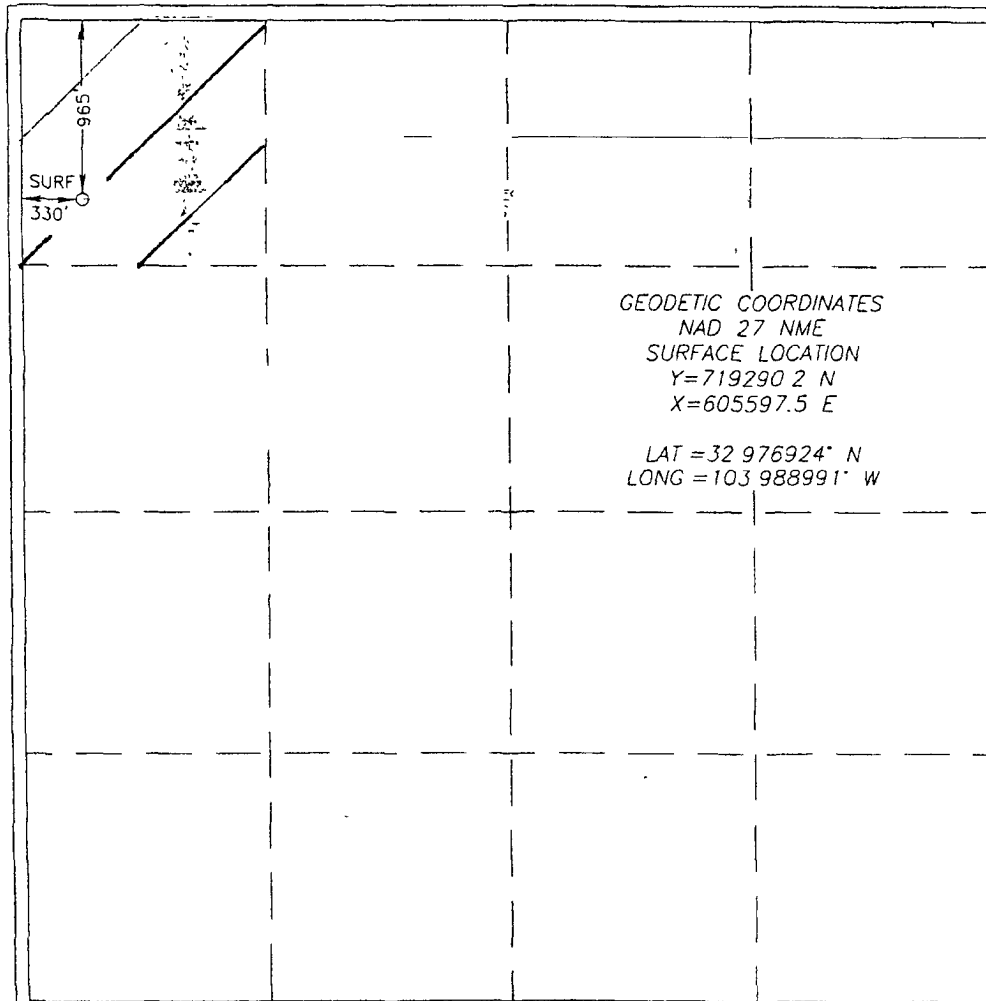 965'
SURF
330'
GEODETIC COORDINATES
NAD 27 NME
SURFACE LOCATION
Y=719290 2 N
X=605597.5 E
LAT =32 976924° N
LONG =103 988991° W